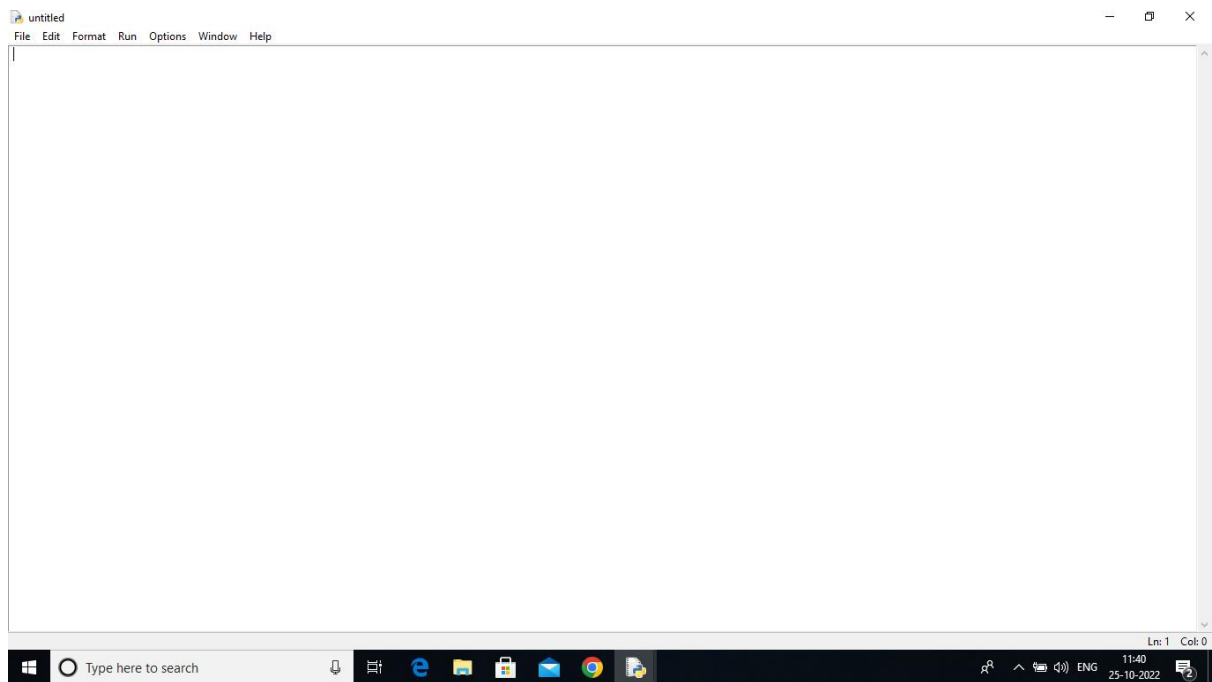 untitled
File Edit Format Run Options Window Help
Ln: 1 Col: 0
Type here to search
ENG
11:40
25-10-2022
2